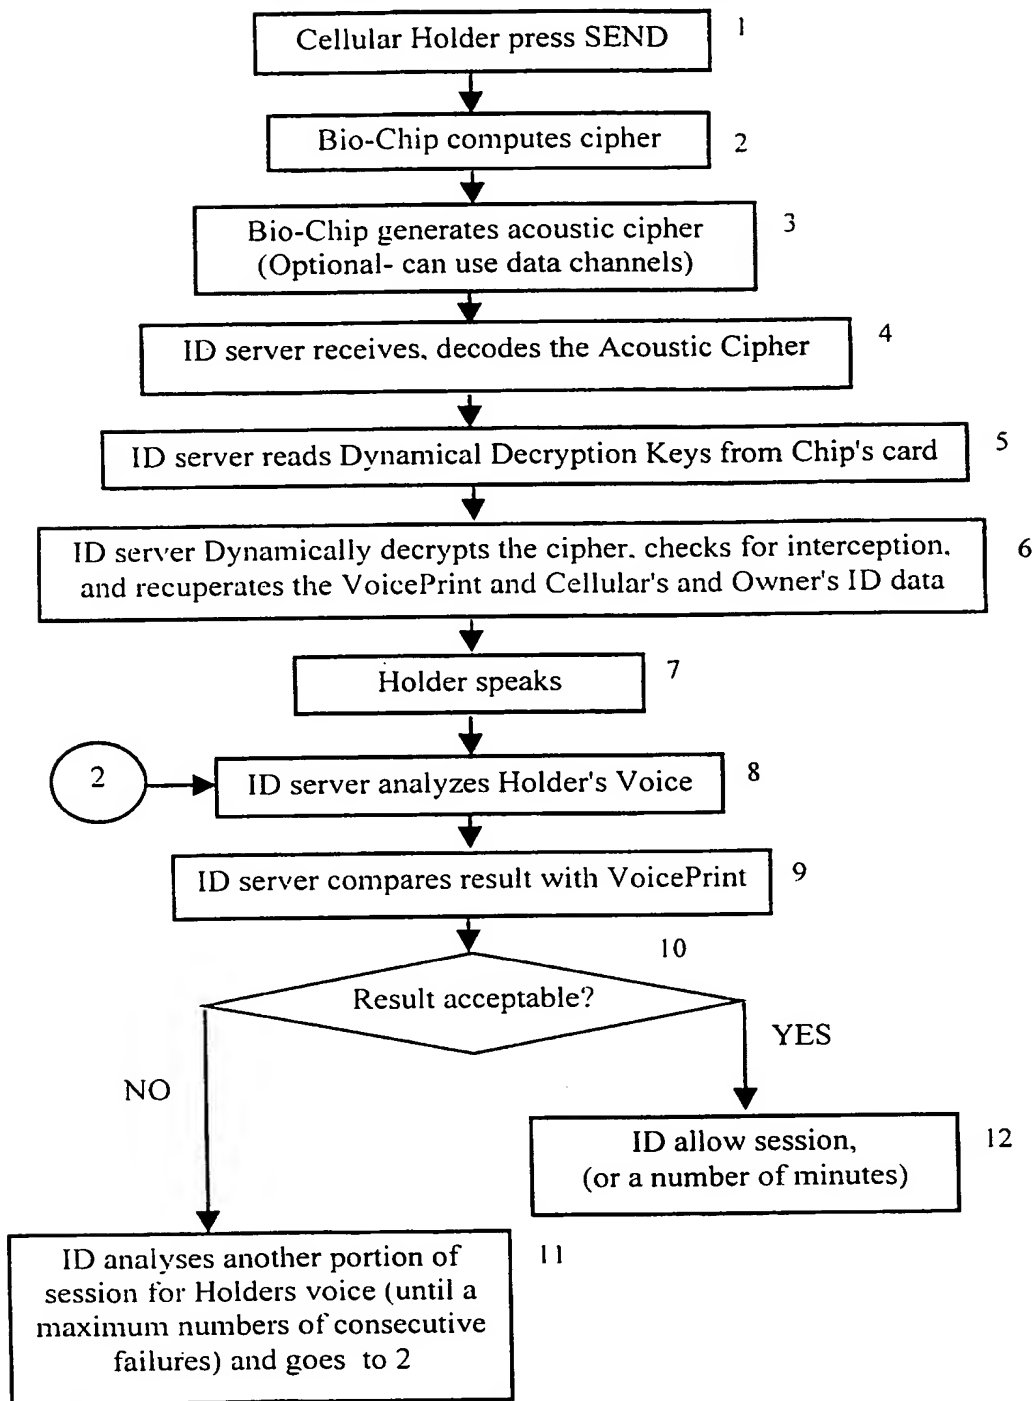 Cellular Holder press SEND
1
Bio-Chip computes cipher
2
Bio-Chip generates acoustic cipher
(Optional- can use data channels)
3
ID server receives, decodes the Acoustic Cipher
4
ID server reads Dynamical Decryption Keys from Chip's card
5
ID server Dynamically decrypts the cipher, checks for interception,
and recuperates the VoicePrint and Cellular's and Owner's ID data
6
Holder speaks
7
2
ID server analyzes Holder's Voice
8
ID server compares result with VoicePrint
9
10
Result acceptable?
YES
NO
ID allow session,
(or a number of minutes)
12
ID analyses another portion of
session for Holders voice (until a
maximum numbers of consecutive
failures) and goes to 2
11